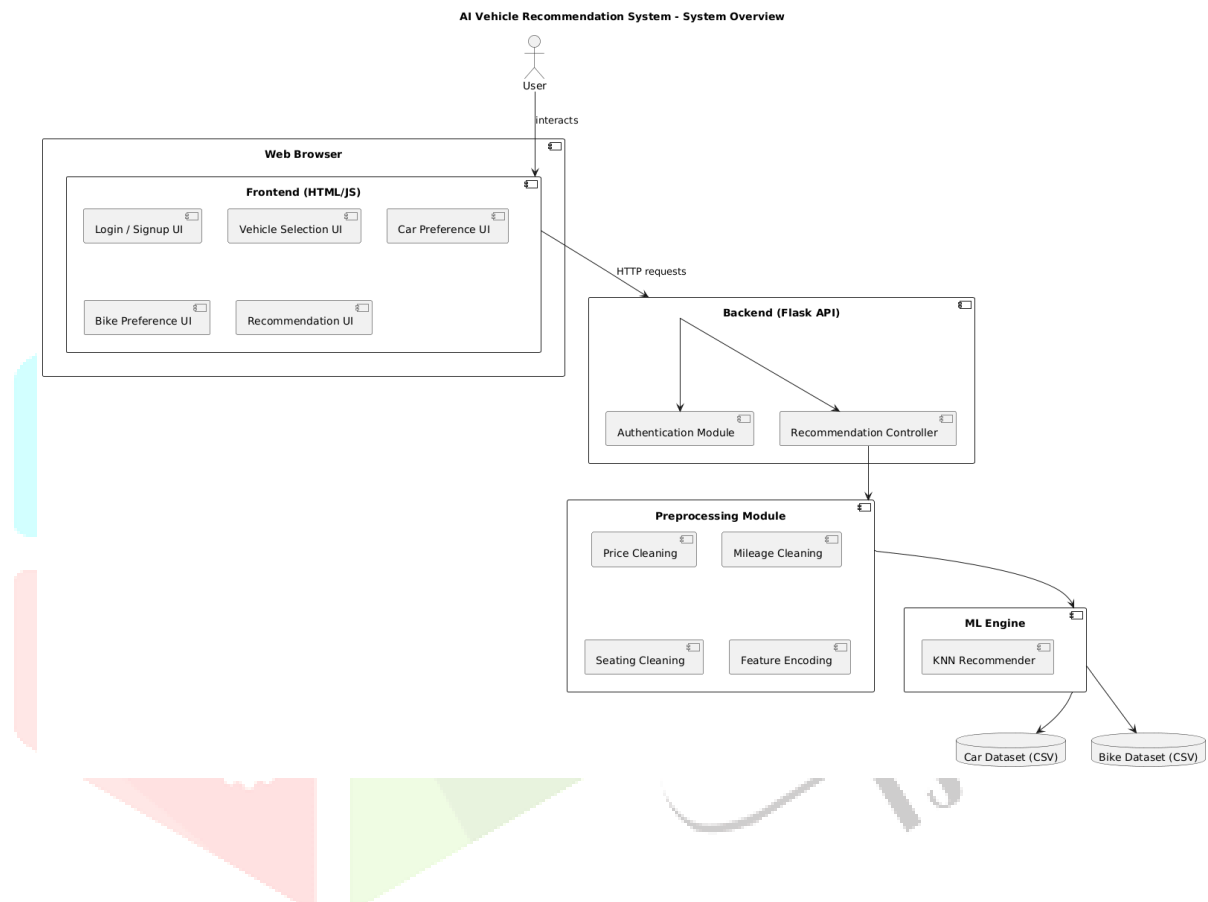 AI Vehicle Recommendation System - System Overview
User
interacts
Web Browser
Frontend (HTML/JS)
Login / Signup UI
Vehicle Selection UI
Car Preference UI
Bike Preference UI
Recommendation UI
HTTP requests
Backend (Flask API)
Authentication Module
Recommendation Controller
Preprocessing Module
Price Cleaning
Mileage Cleaning
Seating Cleaning
Feature Encoding
ML Engine
KNN Recommender
Car Dataset (CSV)
Bike Dataset (CSV)